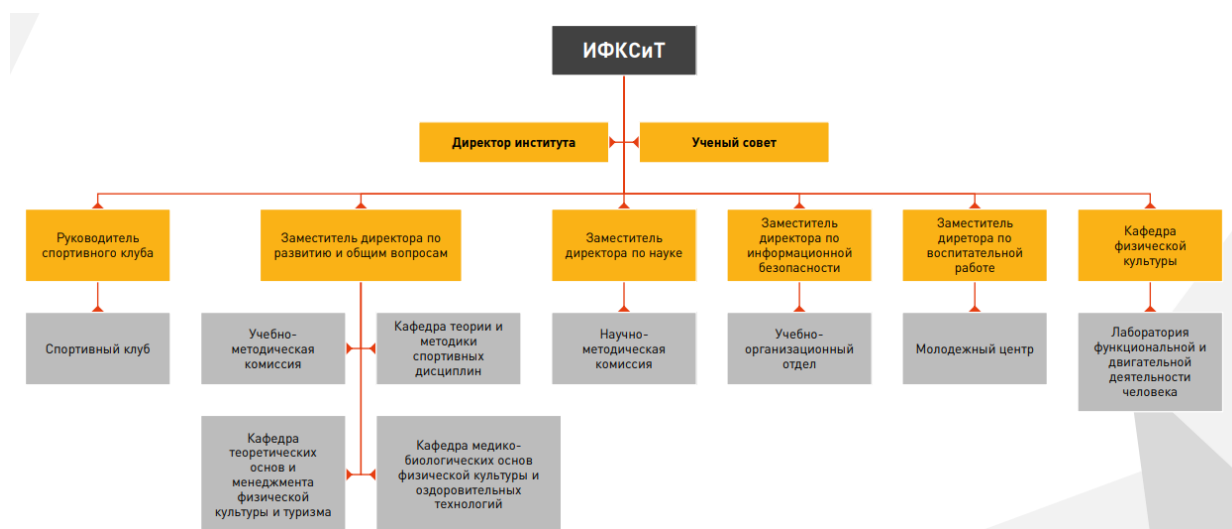 ИФКСиТ
Директор института
Ученый совет
Руководитель
спортивного клуба
Заместитель директора по
развитию и общим вопросам
Заместитель
директора по науке
Заместитель
директора по
информационной
безопасности
Заместитель
диретора по
воспитательной
работе
Кафедра
физической
культуры
Спортивный клуб
Учебно-
методическая
комиссия
Кафедра теории и
методики
спортивных
дисциплин
Научно-
методическая
комиссия
Учебно-
организационный
отдел
Молодежный центр
Лаборатория
функциональной и
двигательной
деятельности
человека
Кафедра
теоретических
основ и
менеджмента
физической
культуры и туризма
Кафедра медико-
биологических основ
физической культуры и
оздоровительных
технологий